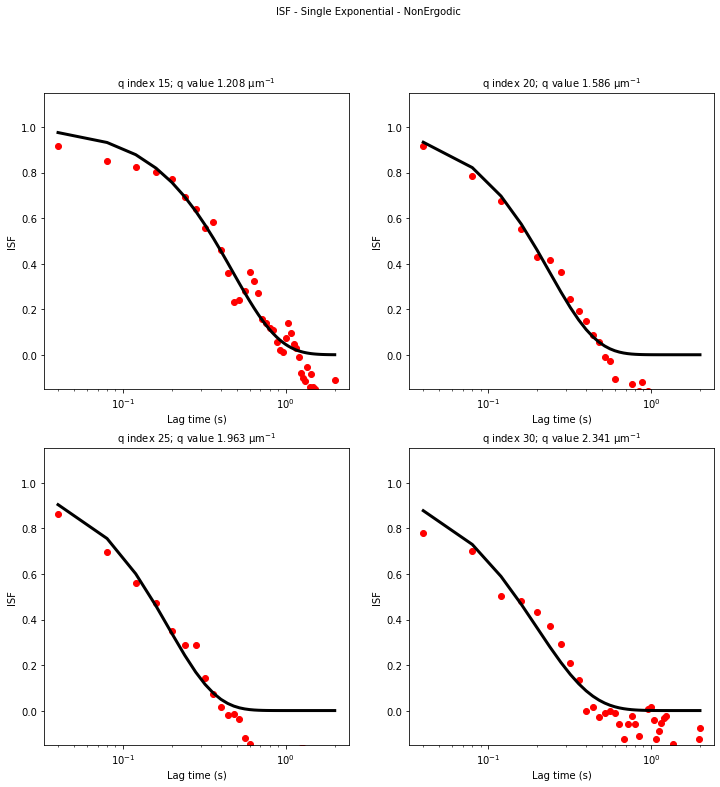 ISF - Single Exponential - NonErgodic
q index 15; q value 1.208 μm⁻¹
q index 20; q value 1.586 μm⁻¹
1.0
0.8
0.6
0.4
0.2
0.0
ISF
10⁻¹
10⁰
Lag time (s)
1.0
0.8
0.6
0.4
0.2
0.0
ISF
10⁻¹
10⁰
Lag time (s)
q index 25; q value 1.963 μm⁻¹
q index 30; q value 2.341 μm⁻¹
1.0
0.8
0.6
0.4
0.2
0.0
ISF
10⁻¹
10⁰
Lag time (s)
1.0
0.8
0.6
0.4
0.2
0.0
ISF
10⁻¹
10⁰
Lag time (s)